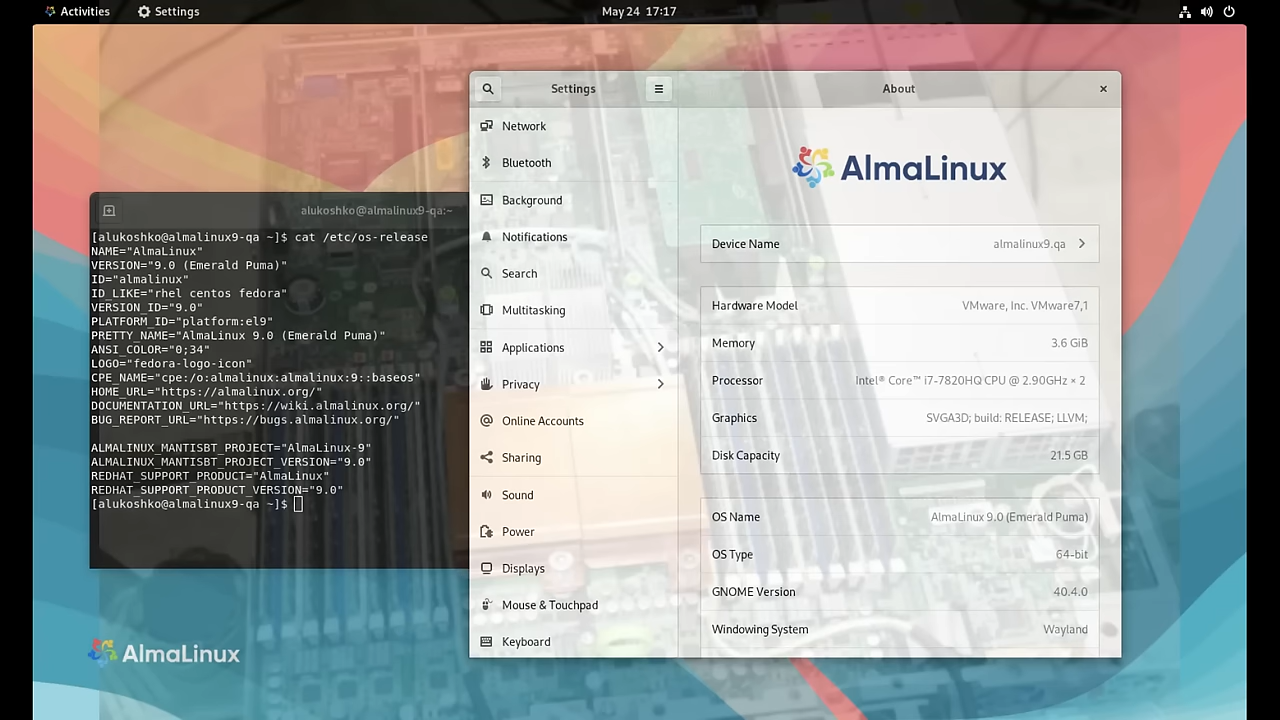 Activities
Settings
May 24 17:17
alukoshko@almalinux9-qa:~
[alukoshko@almalinux9-qa ~]$ cat /etc/os-release
NAME="AlmaLinux"
VERSION="9.0 (Emerald Puma)"
ID="almalinux"
ID_LIKE="rhel centos fedora"
VERSION_ID="9.0"
PLATFORM_ID="platform:el9"
PRETTY_NAME="AlmaLinux 9.0 (Emerald Puma)"
ANSI_COLOR="0;34"
LOGO="fedora-logo-icon"
CPE_NAME="cpe:/o:almalinux:almalinux:9::baseos"
HOME_URL="https://almalinux.org/"
DOCUMENTATION_URL="https://wiki.almalinux.org/"
BUG_REPORT_URL="https://bugs.almalinux.org/"

ALMALINUX_MANTISBT_PROJECT="AlmaLinux-9"
ALMALINUX_MANTISBT_PROJECT_VERSION="9.0"
REDHAT_SUPPORT_PRODUCT="AlmaLinux"
REDHAT_SUPPORT_PRODUCT_VERSION="9.0"
[alukoshko@almalinux9-qa ~]$
AlmaLinux
Settings
Network
Bluetooth
Background
Notifications
Search
Multitasking
Applications
Privacy
Online Accounts
Sharing
Sound
Power
Displays
Mouse & Touchpad
Keyboard
About
AlmaLinux
Device Name almalinux9.qa
Hardware Model VMware, Inc. VMware7,1
Memory 3.6 GiB
Processor Intel® Core™ i7-7820HQ CPU @ 2.90GHz × 2
Graphics SVGA3D; build: RELEASE; LLVM;
Disk Capacity 21.5 GB
OS Name AlmaLinux 9.0 (Emerald Puma)
OS Type 64-bit
GNOME Version 40.4.0
Windowing System Wayland